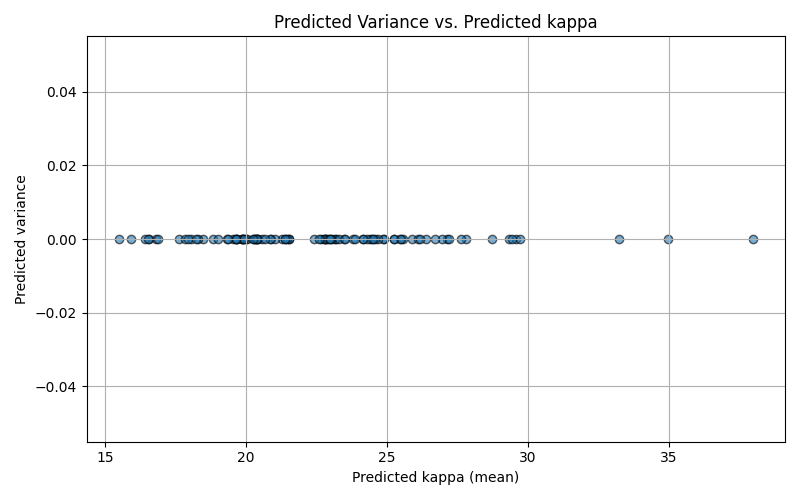 Predicted Variance vs. Predicted kappa
Predicted variance
0.04
0.02
0.00
−0.02
−0.04
15 20 25 30 35
Predicted kappa (mean)